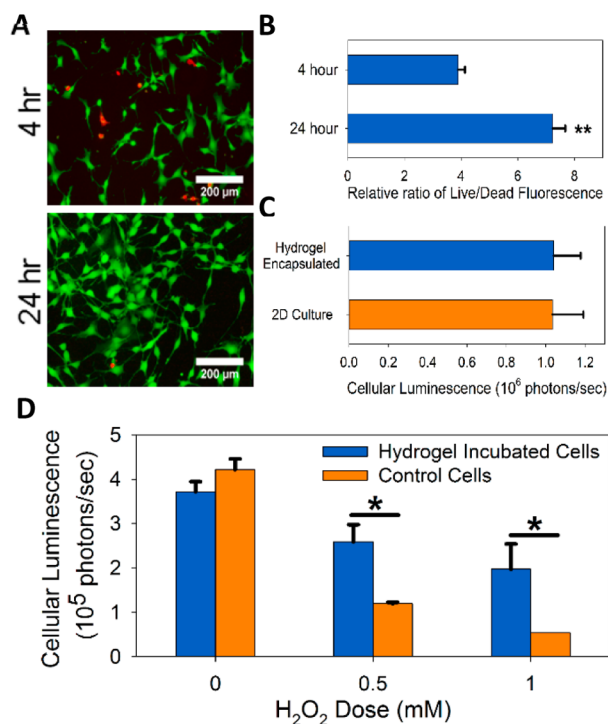 A
4 hr
200 µm
24 hr
200 µm
B
4 hour
24 hour
**
0 2 4 6 8
Relative ratio of Live/Dead Fluorescence
C
Hydrogel
Encapsulated
2D Culture
0.0 0.2 0.4 0.6 0.8 1.0 1.2
Cellular Luminescence (10⁶ photons/sec)
D
Cellular Luminescence
(10⁵ photons/sec)
5
4
3
2
1
0
Hydrogel Incubated Cells
Control Cells
*
*
0 0.5 1
H₂O₂ Dose (mM)